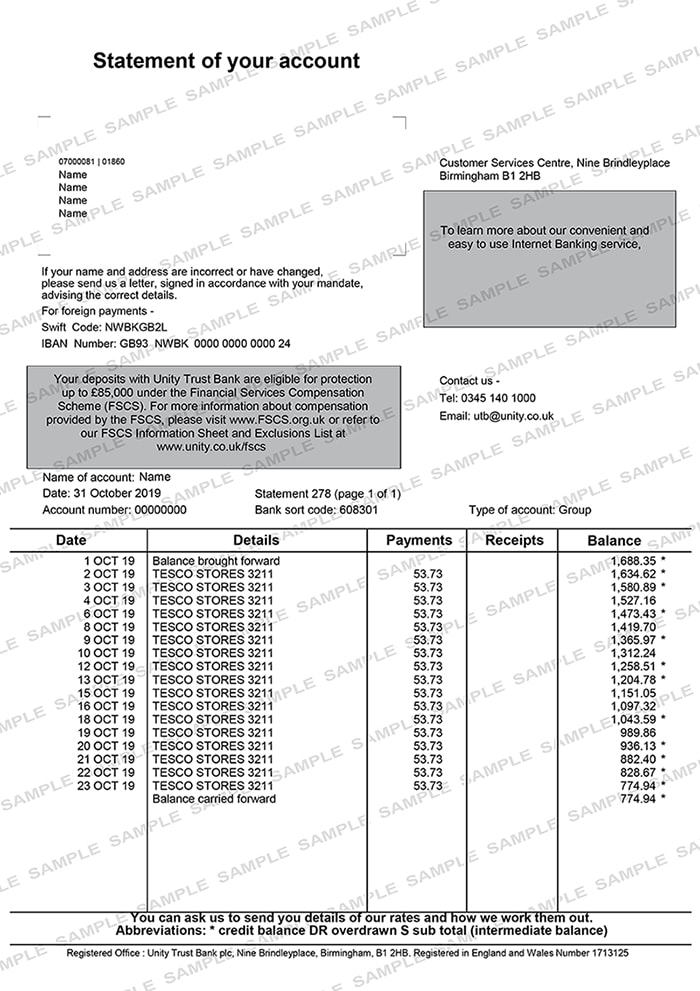 Statement of your account
07000081 | 01860
Name
Name
Name
Name
Customer Services Centre, Nine Brindleyplace
Birmingham B1 2HB
To learn more about our convenient and
easy to use Internet Banking service,
If your name and address are incorrect or have changed,
please send us a letter, signed in accordance with your mandate,
advising the correct details.
For foreign payments -
Swift Code: NWBKGB2L
IBAN Number: GB93 NWBK 0000 0000 0000 24
Your deposits with Unity Trust Bank are eligible for protection
up to £85,000 under the Financial Services Compensation
Scheme (FSCS). For more information about compensation
provided by the FSCS, please visit www.FSCS.org.uk or refer to
our FSCS Information Sheet and Exclusions List at
www.unity.co.uk/fscs
Contact us -
Tel: 0345 140 1000
Email: utb@unity.co.uk
Name of account: Name
Date: 31 October 2019 Statement 278 (page 1 of 1)
Account number: 00000000 Bank sort code: 608301 Type of account: Group
Date Details Payments Receipts Balance
1 OCT 19 Balance brought forward 1,688.35 *
2 OCT 19 TESCO STORES 3211 53.73 1,634.62 *
3 OCT 19 TESCO STORES 3211 53.73 1,580.89 *
4 OCT 19 TESCO STORES 3211 53.73 1,527.16
6 OCT 19 TESCO STORES 3211 53.73 1,473.43 *
8 OCT 19 TESCO STORES 3211 53.73 1,419.70
9 OCT 19 TESCO STORES 3211 53.73 1,365.97 *
10 OCT 19 TESCO STORES 3211 53.73 1,312.24
12 OCT 19 TESCO STORES 3211 53.73 1,258.51 *
13 OCT 19 TESCO STORES 3211 53.73 1,204.78 *
15 OCT 19 TESCO STORES 3211 53.73 1,151.05
16 OCT 19 TESCO STORES 3211 53.73 1,097.32
18 OCT 19 TESCO STORES 3211 53.73 1,043.59 *
19 OCT 19 TESCO STORES 3211 53.73 989.86
20 OCT 19 TESCO STORES 3211 53.73 936.13 *
21 OCT 19 TESCO STORES 3211 53.73 882.40 *
22 OCT 19 TESCO STORES 3211 53.73 828.67 *
23 OCT 19 TESCO STORES 3211 53.73 774.94 *
Balance carried forward 774.94 *
You can ask us to send you details of our rates and how we work them out.
Abbreviations: * credit balance DR overdrawn S sub total (intermediate balance)
Registered Office : Unity Trust Bank plc, Nine Brindleyplace, Birmingham, B1 2HB. Registered in England and Wales Number 1713125
SAMPLE